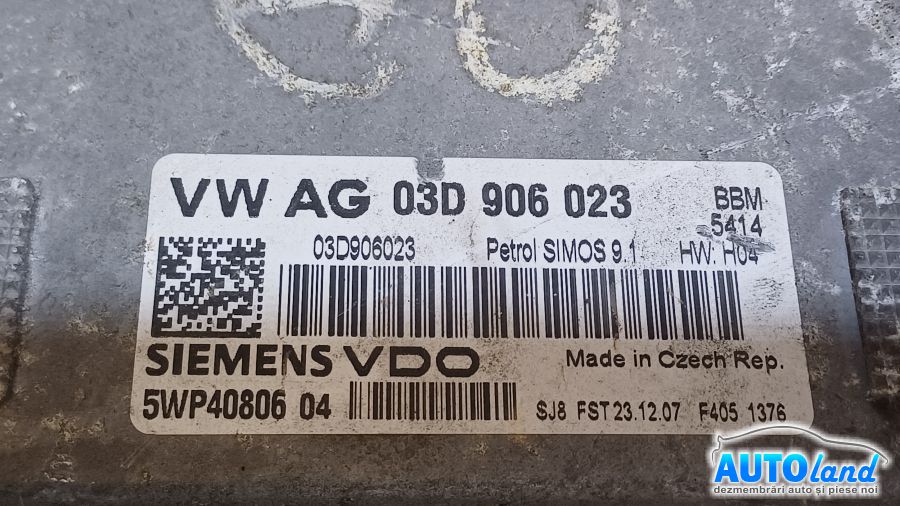 VW AG 03D 906 023 BBM
5414
03D906023 Petrol SIMOS 9.1 HW: H04
SIEMENS VDO Made in Czech Rep.
5WP40806 04 SJ8 FST 23.12.07 F405 1376
AUTOland
dezmembrări auto și piese noi